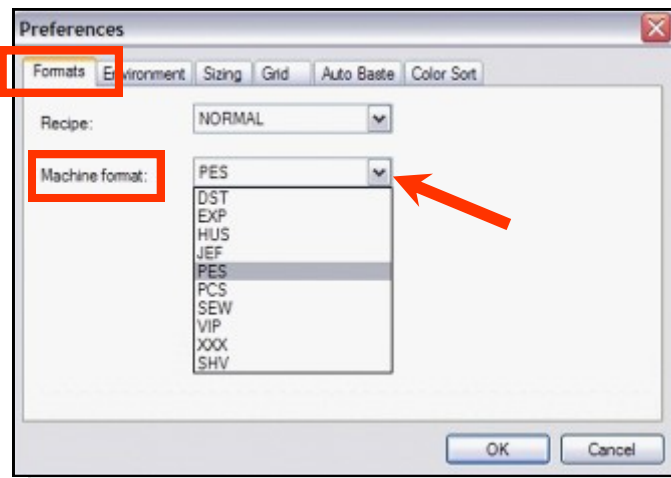 Preferences
Formats Environment Sizing Grid Auto Baste Color Sort
Recipe: NORMAL
Machine format: PES
DST
EXP
HUS
JEF
PES
PCS
SEW
VIP
XXX
SHV
OK Cancel